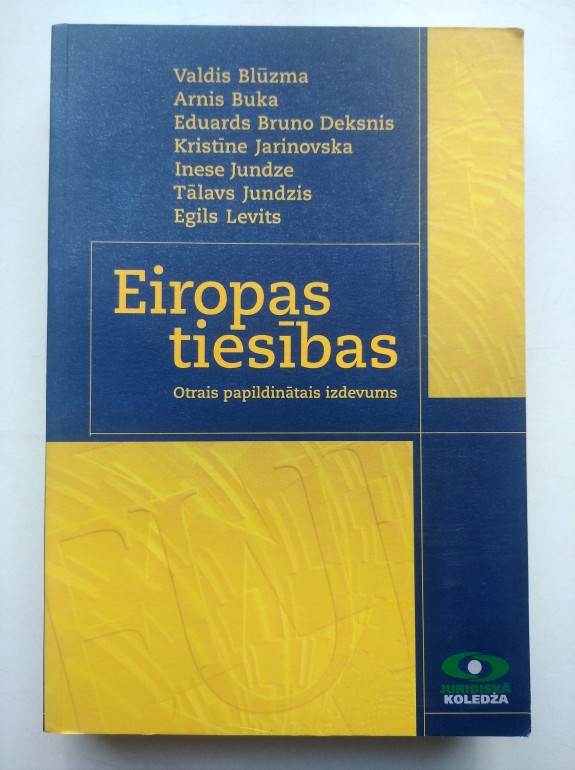 Valdis Blūzma
Arnis Buka
Eduards Bruno Deksnis
Kristīne Jarinovska
Inese Jundze
Tālavs Jundzis
Egils Levits
Eiropas
tiesības
Otrais papildinātais izdevums
EU
JURIDISKĀ
KOLEDŽA